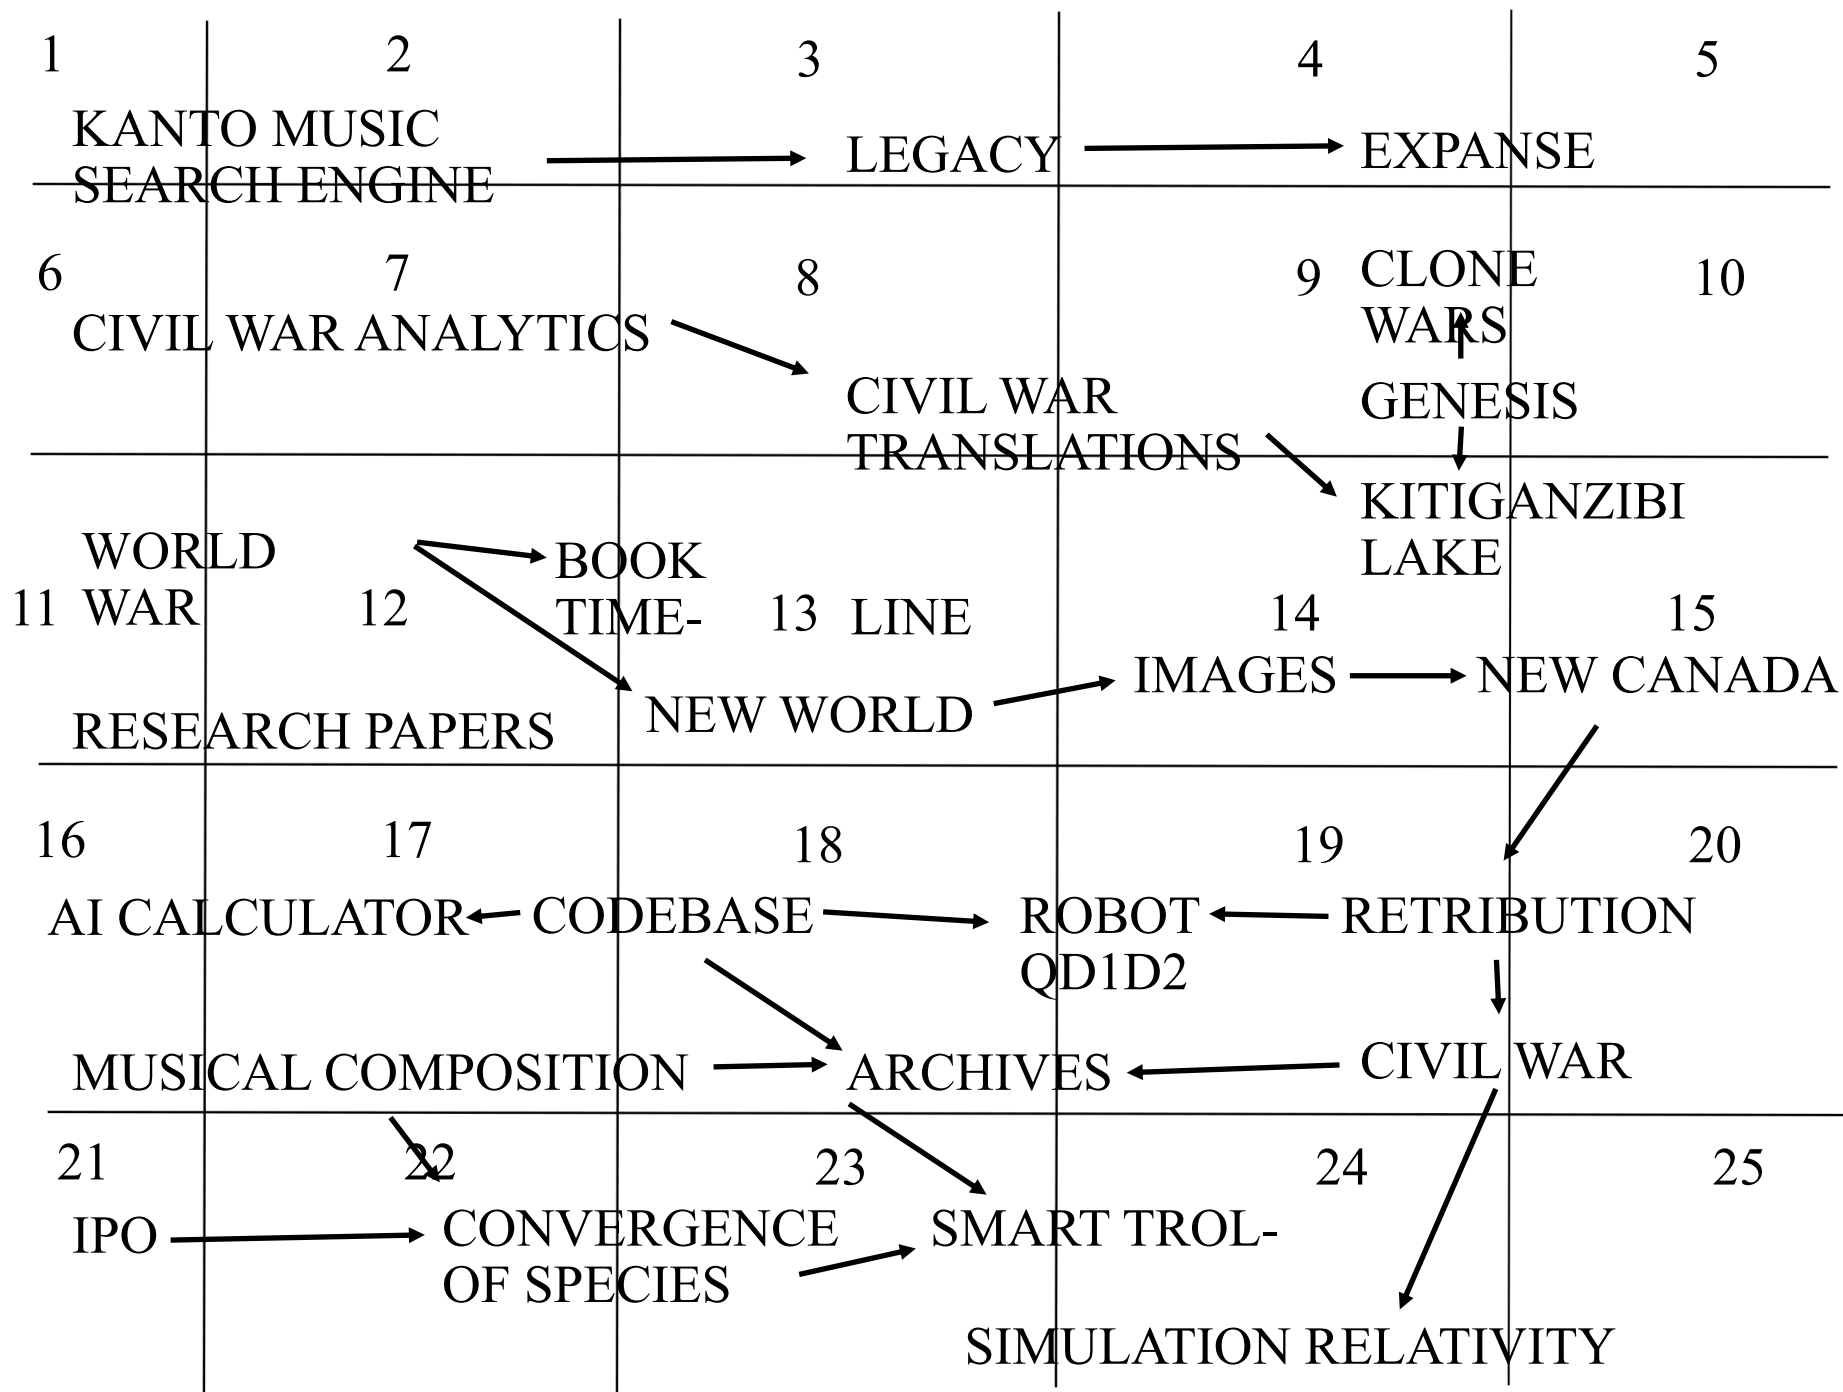 1
2
3
4
5
KANTO MUSIC
SEARCH ENGINE
LEGACY
EXPANSE
6
7
8
9
10
CLONE
WARS
CIVIL WAR ANALYTICS
CIVIL WAR
TRANSLATIONS
GENESIS
KITIGANZIBI
LAKE
WORLD
WAR
BOOK
TIME-
LINE
11
12
13
14
15
IMAGES
NEW CANADA
NEW WORLD
RESEARCH PAPERS
16
17
18
19
20
AI CALCULATOR
CODEBASE
ROBOT
QD1D2
RETRIBUTION
MUSICAL COMPOSITION
ARCHIVES
CIVIL WAR
21
22
23
24
25
IPO
CONVERGENCE
OF SPECIES
SMART TROL-
SIMULATION RELATIVITY